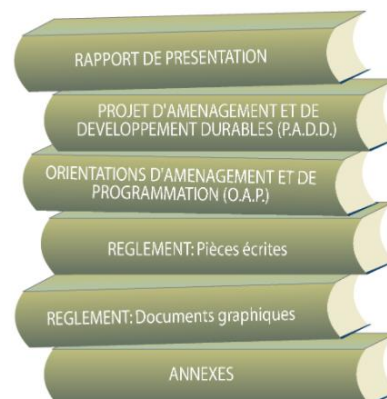 RAPPORT DE PRESENTATION
PROJET D'AMENAGEMENT ET DE
DEVELOPPEMENT DURABLES (P.A.D.D.)
ORIENTATIONS D'AMENAGEMENT ET DE
PROGRAMMATION (O.A.P.)
REGLEMENT: Pièces écrites
REGLEMENT: Documents graphiques
ANNEXES